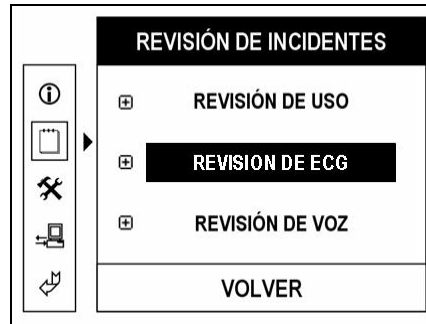 REVISIÓN DE INCIDENTES
REVISIÓN DE USO
REVISION DE ECG
REVISIÓN DE VOZ
VOLVER